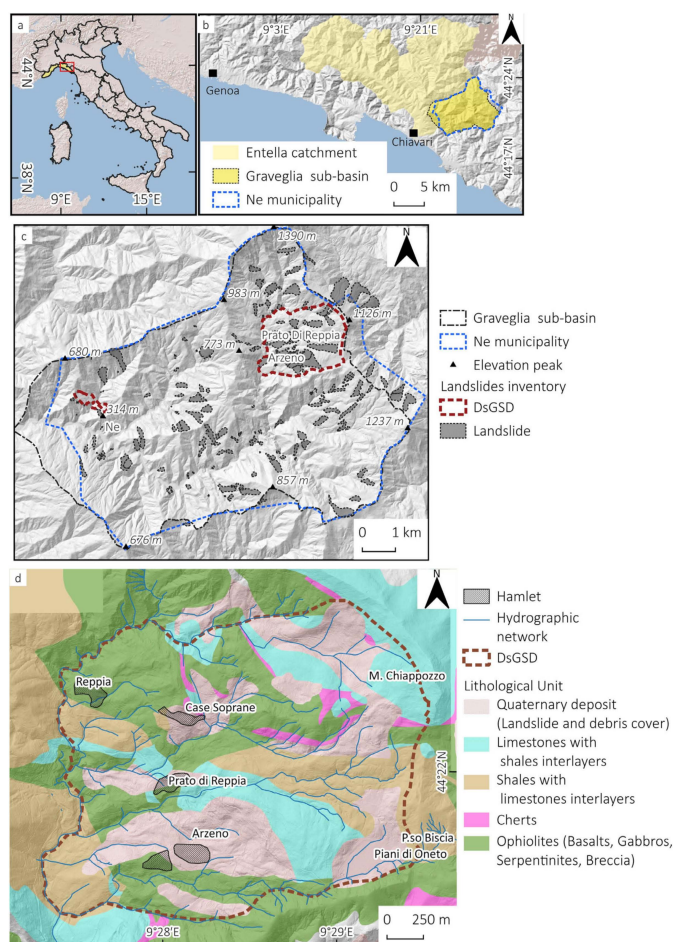 a
44°N
38°N
9°E
15°E
N
b
9°3'E
9°21'E
N
44°24'N
44°17'N
Genoa
Chiavari
Entella catchment
Graveglia sub-basin
Ne municipality
0
5 km
c
N
1390 m
983 m
1126 m
Prato Di Reppia
773 m
Arzeno
680 m
314 m
Ne
1237 m
857 m
676 m
0
1 km
Graveglia sub-basin
Ne municipality
Elevation peak
Landslides inventory
DsGSD
Landslide
d
N
M. Chiappozzo
Reppia
Case Soprane
Prato di Reppia
44°22'N
Arzeno
P.so Biscia
Piani di Oneto
9°28'E
9°29'E
0
250 m
Hamlet
Hydrographic
network
DsGSD
Lithological Unit
Quaternary deposit
(Landslide and debris cover)
Limestones with
shales interlayers
Shales with
limestones interlayers
Cherts
Ophiolites (Basalts, Gabbros,
Serpentinites, Breccia)